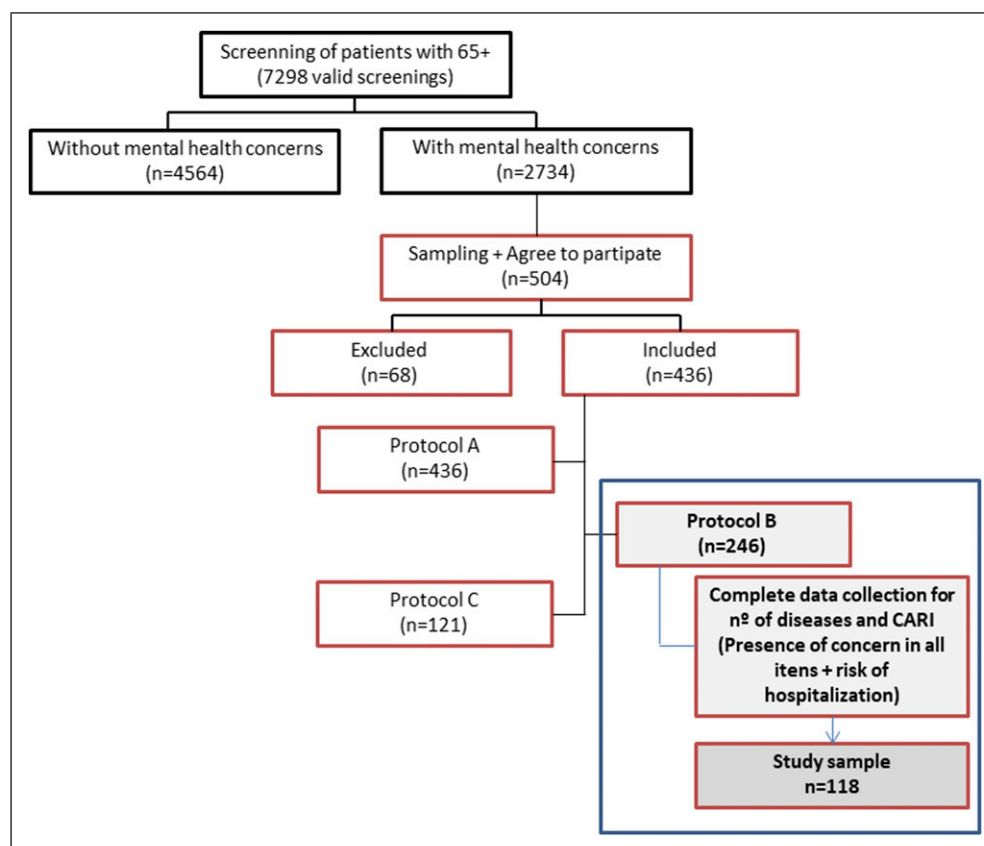 Screenning of patients with 65+
(7298 valid screenings)
Without mental health concerns
(n=4564)
With mental health concerns
(n=2734)
Sampling + Agree to partipate
(n=504)
Excluded
(n=68)
Included
(n=436)
Protocol A
(n=436)
Protocol B
(n=246)
Complete data collection for
nº of diseases and CARI
(Presence of concern in all
itens + risk of
hospitalization)
Protocol C
(n=121)
Study sample
n=118